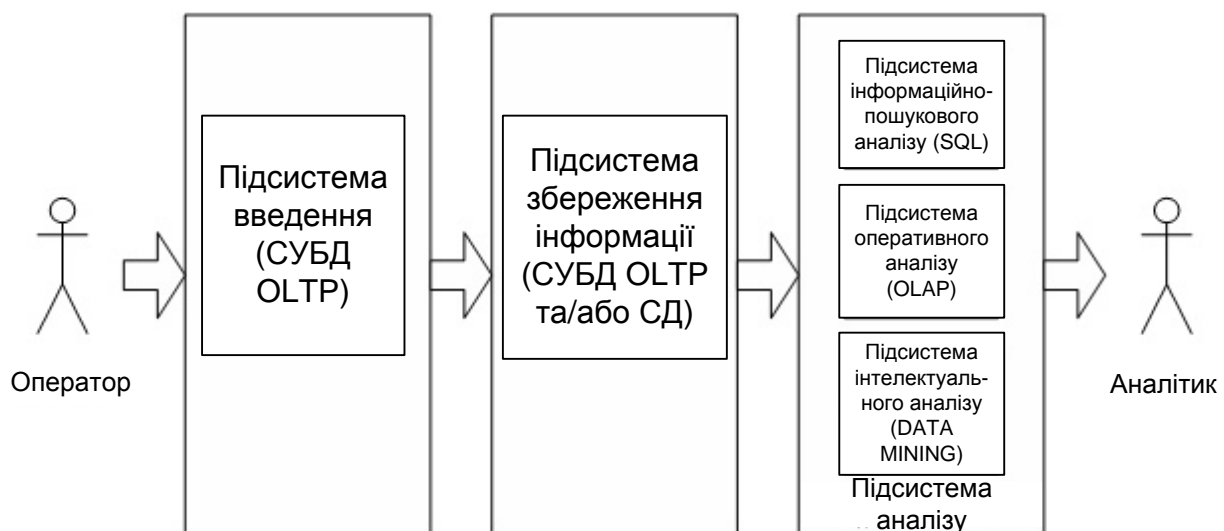 Оператор
Підсистема
введення
(СУБД
OLTP)
Підсистема
збереження
інформації
(СУБД OLTP
та/або СД)
Підсистема
інформаційно-
пошукового
аналізу (SQL)
Підсистема
оперативного
аналізу
(OLAP)
Підсистема
інтелектуаль-
ного аналізу
(DATA
MINING)
Підсистема
аналізу
Аналітик